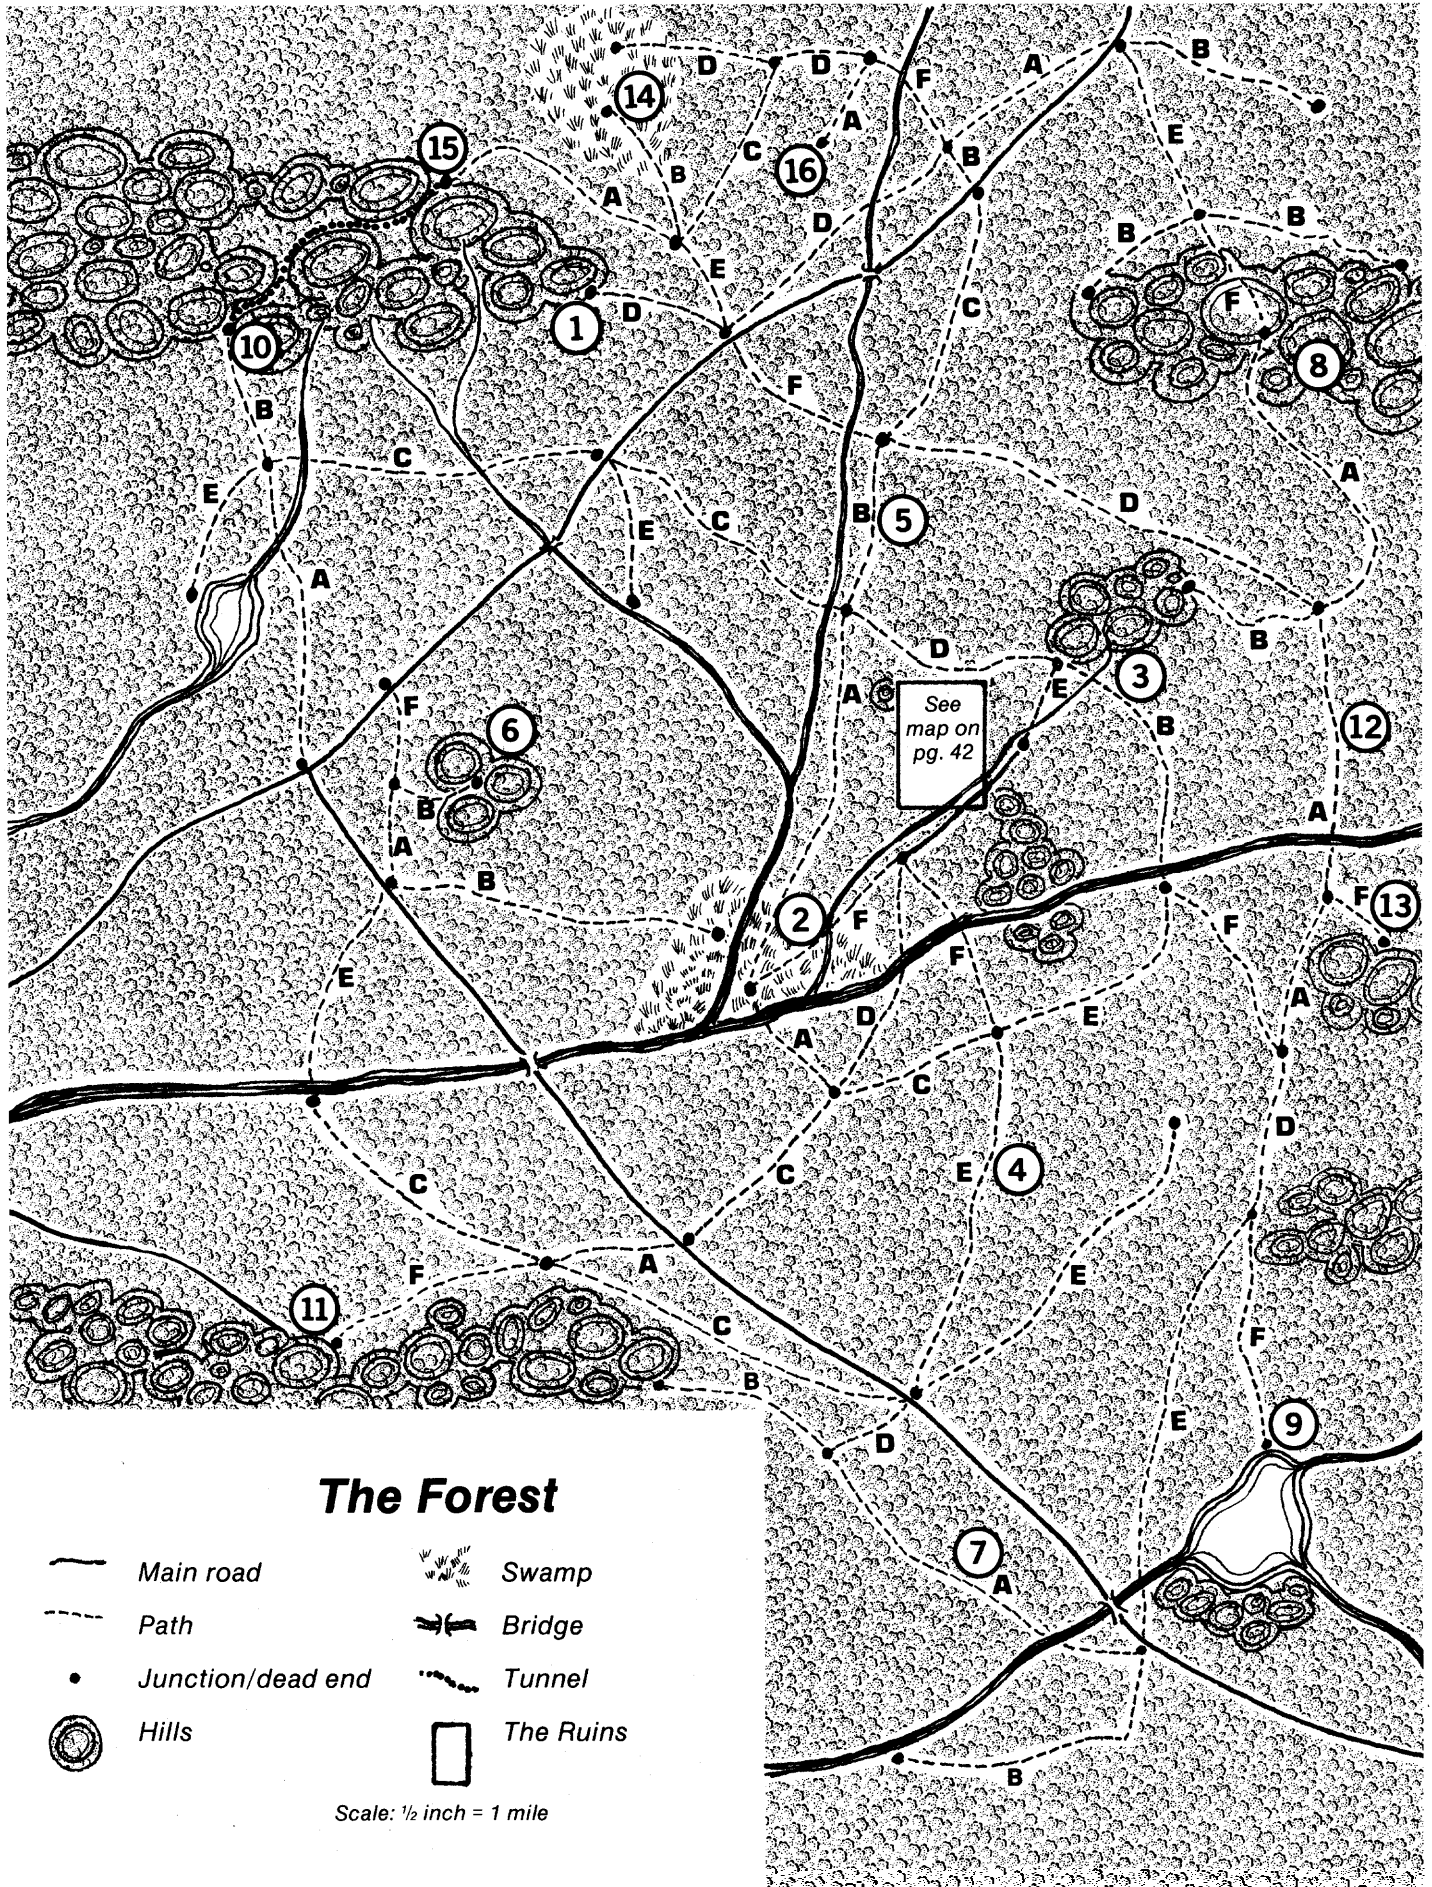 B
A
D
D
F
14
E
A
15
C
B
16
B
A
D
B
B
E
F
C
D
1
10
8
F
B
C
A
E
D
C
B
5
E
A
B
D
3
E
A
F
See
map on
pg. 42
B
12
6
B
A
A
B
F
13
2
F
F
F
E
A
D
E
A
C
D
C
E
4
C
A
F
E
11
C
F
B
E
9
D
The Forest
7
A
Main road
Swamp
Path
Bridge
Junction/dead end
Tunnel
Hills
The Ruins
B
Scale: ½ inch = 1 mile